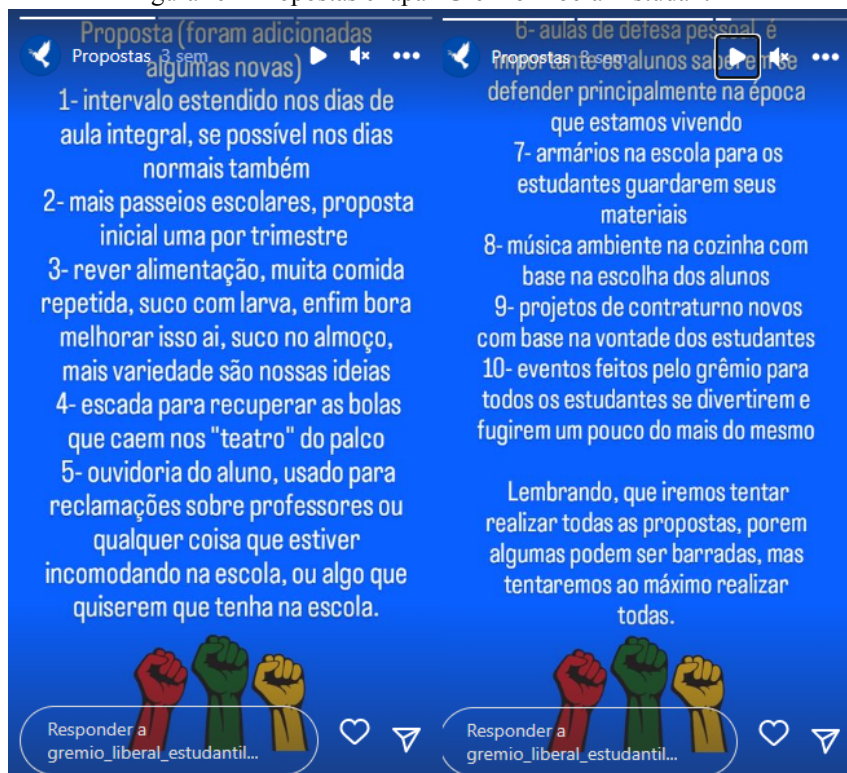 Proposta (foram adicionadas
algumas novas)
Propostas 3 sem
1- intervalo estendido nos dias de
aula integral, se possível nos dias
normais também
2- mais passeios escolares, proposta
inicial uma por trimestre
3- rever alimentação, muita comida
repetida, suco com larva, enfim bora
melhorar isso ai, suco no almoço,
mais variedade são nossas ideias
4- escada para recuperar as bolas
que caem nos "teatro" do palco
5- ouvidoria do aluno, usado para
reclamações sobre professores ou
qualquer coisa que estiver
incomodando na escola, ou algo que
quiserem que tenha na escola.
Responder a
gremio_liberal_estudantil...
6- aulas de defesa pessoal, é
importante os alunos saberem se
Propostas sem
defender principalmente na época
que estamos vivendo
7- armários na escola para os
estudantes guardarem seus
materiais
8- música ambiente na cozinha com
base na escolha dos alunos
9- projetos de contraturno novos
com base na vontade dos estudantes
10- eventos feitos pelo grêmio para
todos os estudantes se divertirem e
fugirem um pouco do mais do mesmo
Lembrando, que iremos tentar
realizar todas as propostas, porem
algumas podem ser barradas, mas
tentaremos ao máximo realizar
todas.
Responder a
gremio_liberal_estudantil...